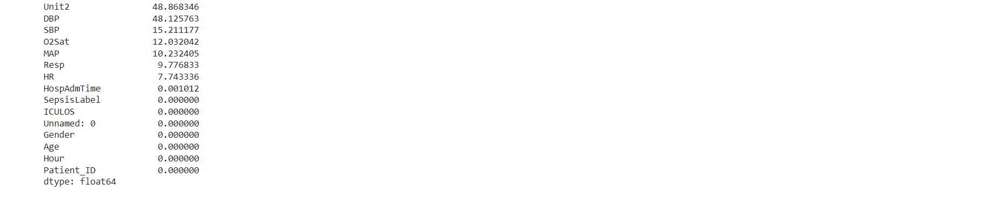 Unit2 48.868346
DBP 48.125763
SBP 15.211177
O2Sat 12.032042
MAP 10.232405
Resp 9.776833
HR 7.743336
HospAdmTime 0.001012
SepsisLabel 0.000000
ICULOS 0.000000
Unnamed: 0 0.000000
Gender 0.000000
Age 0.000000
Hour 0.000000
Patient_ID 0.000000
dtype: float64